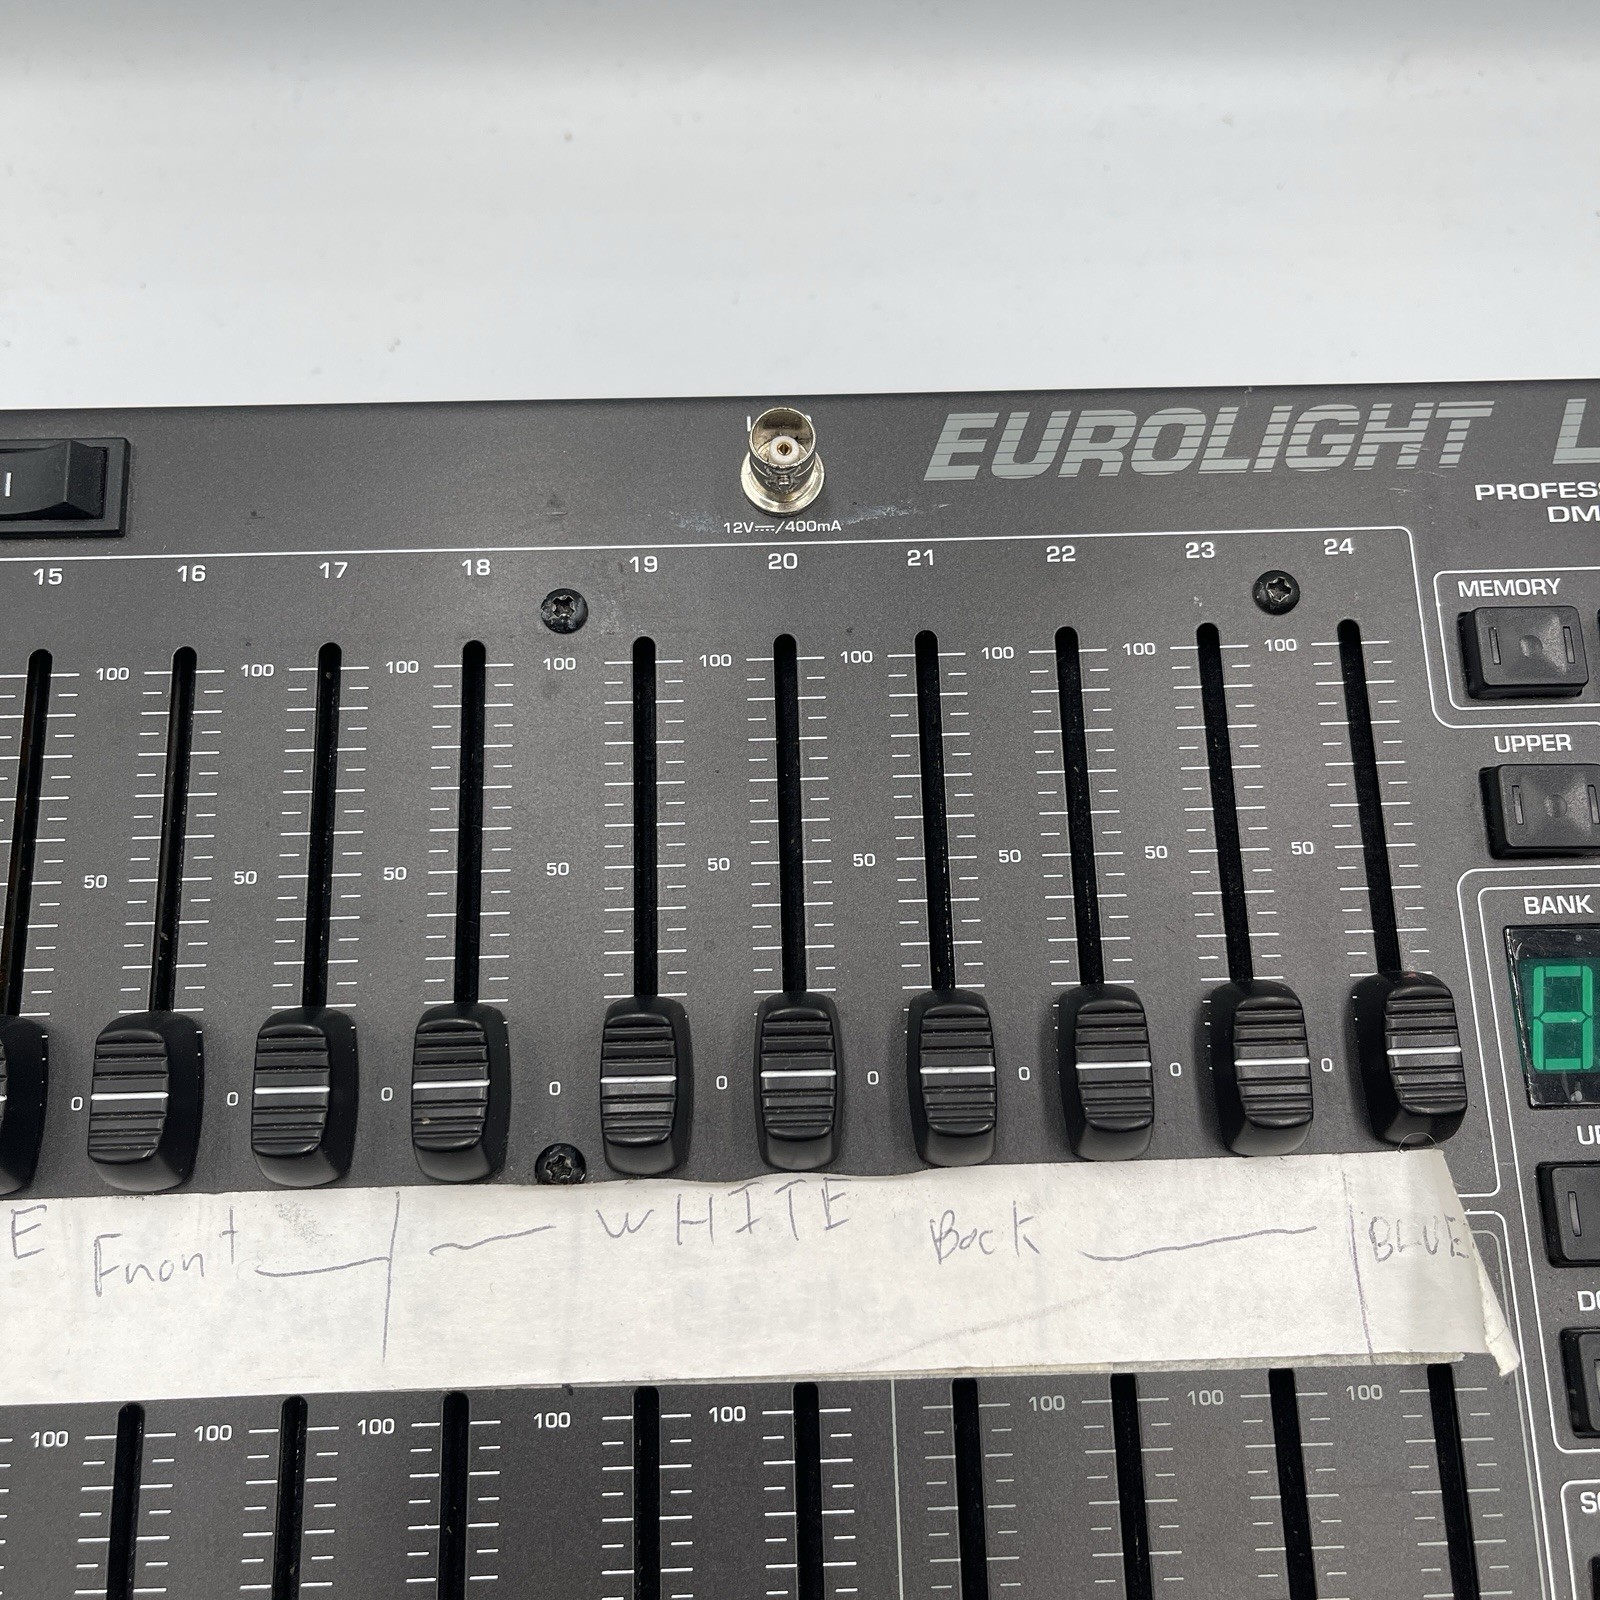 EUROLIGHT L
PROFESS
DM
I
12V⎓/400mA
15 16 17 18 19 20 21 22 23 24
MEMORY
100 100 100 100 100 100 100 100 100
UPPER
50 50 50 50 50 50 50 50 50
BANK
8
0 0 0 0 0 0 0 0 0
E Front WHITE Back BLUE
100 100 100 100 100 100 100 100